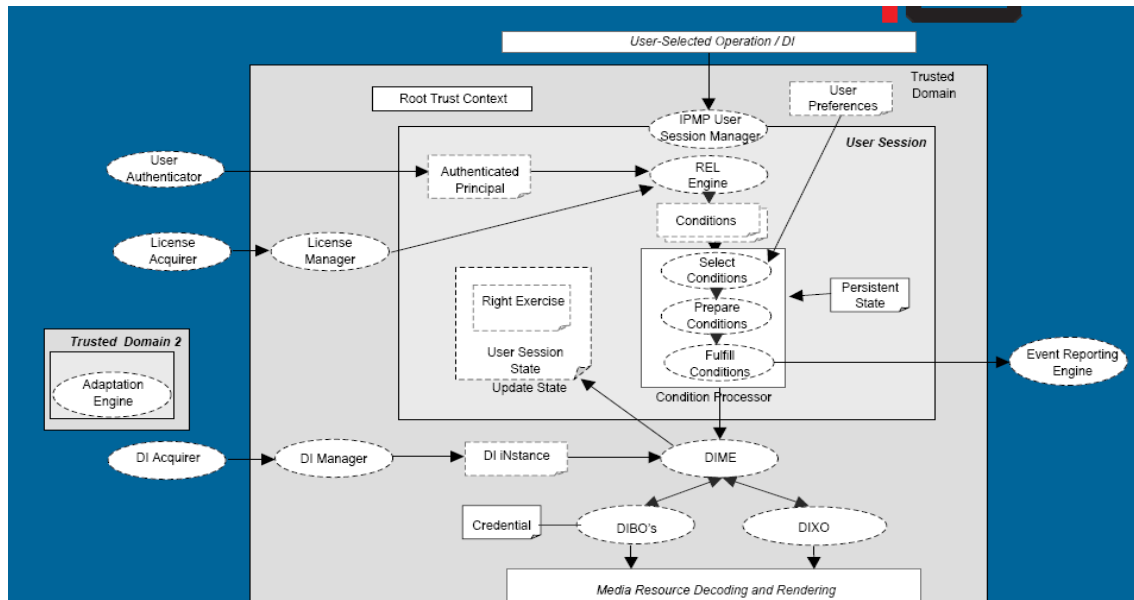 User-Selected Operation / DI
Trusted
Domain
Root Trust Context
User
Preferences
IPMP User
Session Manager
User Session
User
Authenticator
Authenticated
Principal
REL
Engine
License
Acquirer
License
Manager
Conditions
Select
Conditions
Right Exercise
Persistent
State
Prepare
Conditions
User Session
State
Update State
Fulfill
Conditions
Condition Processor
Event Reporting
Engine
Trusted Domain 2
Adaptation
Engine
DI Acquirer
DI Manager
DI iNstance
DIME
Credential
DIBO's
DIXO
Media Resource Decoding and Rendering